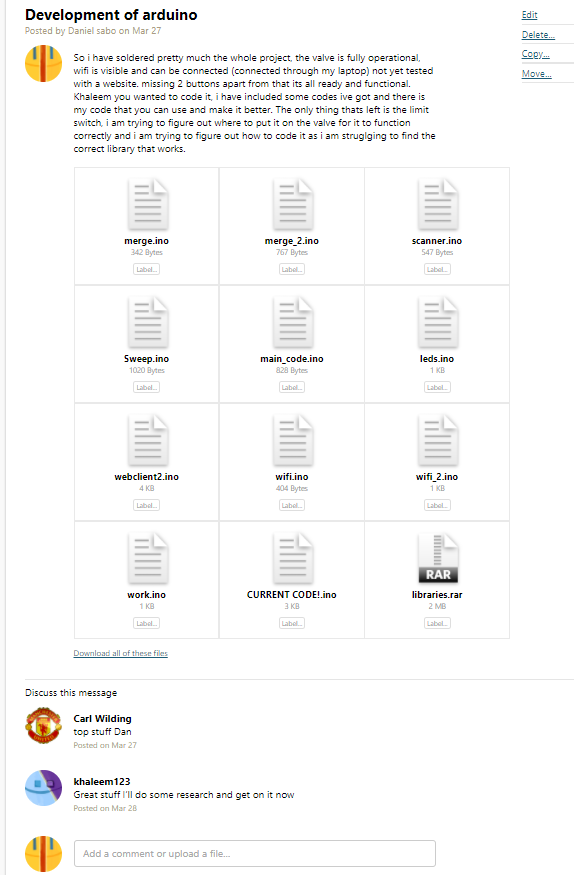 Development of arduino
Posted by Daniel sabo on Mar 27
Edit
Delete...
Copy...
Move...
So i have soldered pretty much the whole project, the valve is fully operational,
wifi is visible and can be connected (connected through my laptop) not yet tested
with a website. missing 2 buttons apart from that its all ready and functional.
Khaleem you wanted to code it, i have included some codes ive got and there is
my code that you can use and make it better. The only thing thats left is the limit
switch, i am trying to figure out where to put it on the valve for it to function
correctly and i am trying to figure out how to code it as i am struglging to find the
correct library that works.
merge.ino
342 Bytes
Label...
merge_2.ino
767 Bytes
Label...
scanner.ino
547 Bytes
Label...
Sweep.ino
1020 Bytes
Label...
main_code.ino
828 Bytes
Label...
leds.ino
1 KB
Label...
webclient2.ino
4 KB
Label...
wifi.ino
404 Bytes
Label...
wifi_2.ino
1 KB
Label...
work.ino
1 KB
Label...
CURRENT CODE!.ino
3 KB
Label...
RAR
libraries.rar
2 MB
Label...
Download all of these files
Discuss this message
Carl Wilding
top stuff Dan
Posted on Mar 27
khaleem123
Great stuff I'll do some research and get on it now
Posted on Mar 28
Add a comment or upload a file...